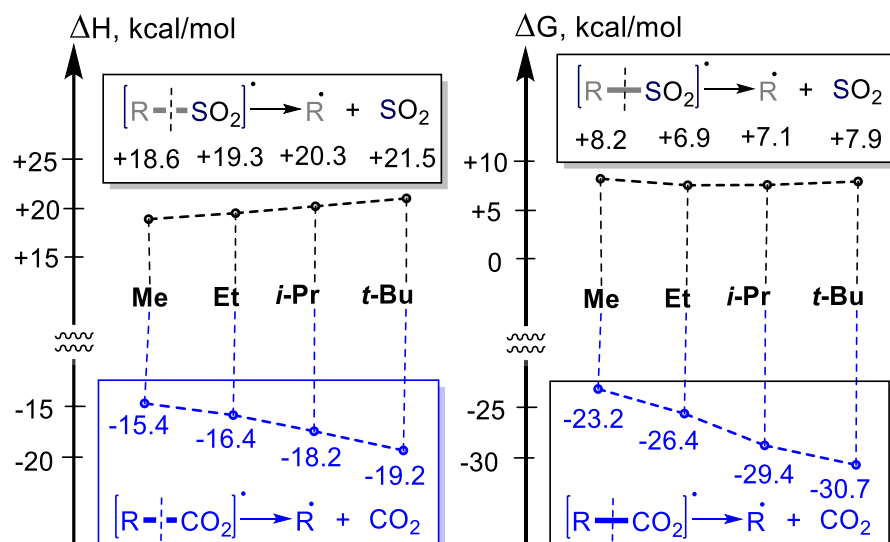 ΔH, kcal/mol
[R--SO₂]• → R• + SO₂
+18.6 +19.3 +20.3 +21.5
+25
+20
+15
Me Et i-Pr t-Bu
-15
-20
-15.4
-16.4
-18.2
-19.2
[R--CO₂]• → R• + CO₂
ΔG, kcal/mol
[R—SO₂]• → R• + SO₂
+8.2 +6.9 +7.1 +7.9
+10
+5
0
Me Et i-Pr t-Bu
-25
-30
-23.2
-26.4
-29.4
-30.7
[R—CO₂]• → R• + CO₂